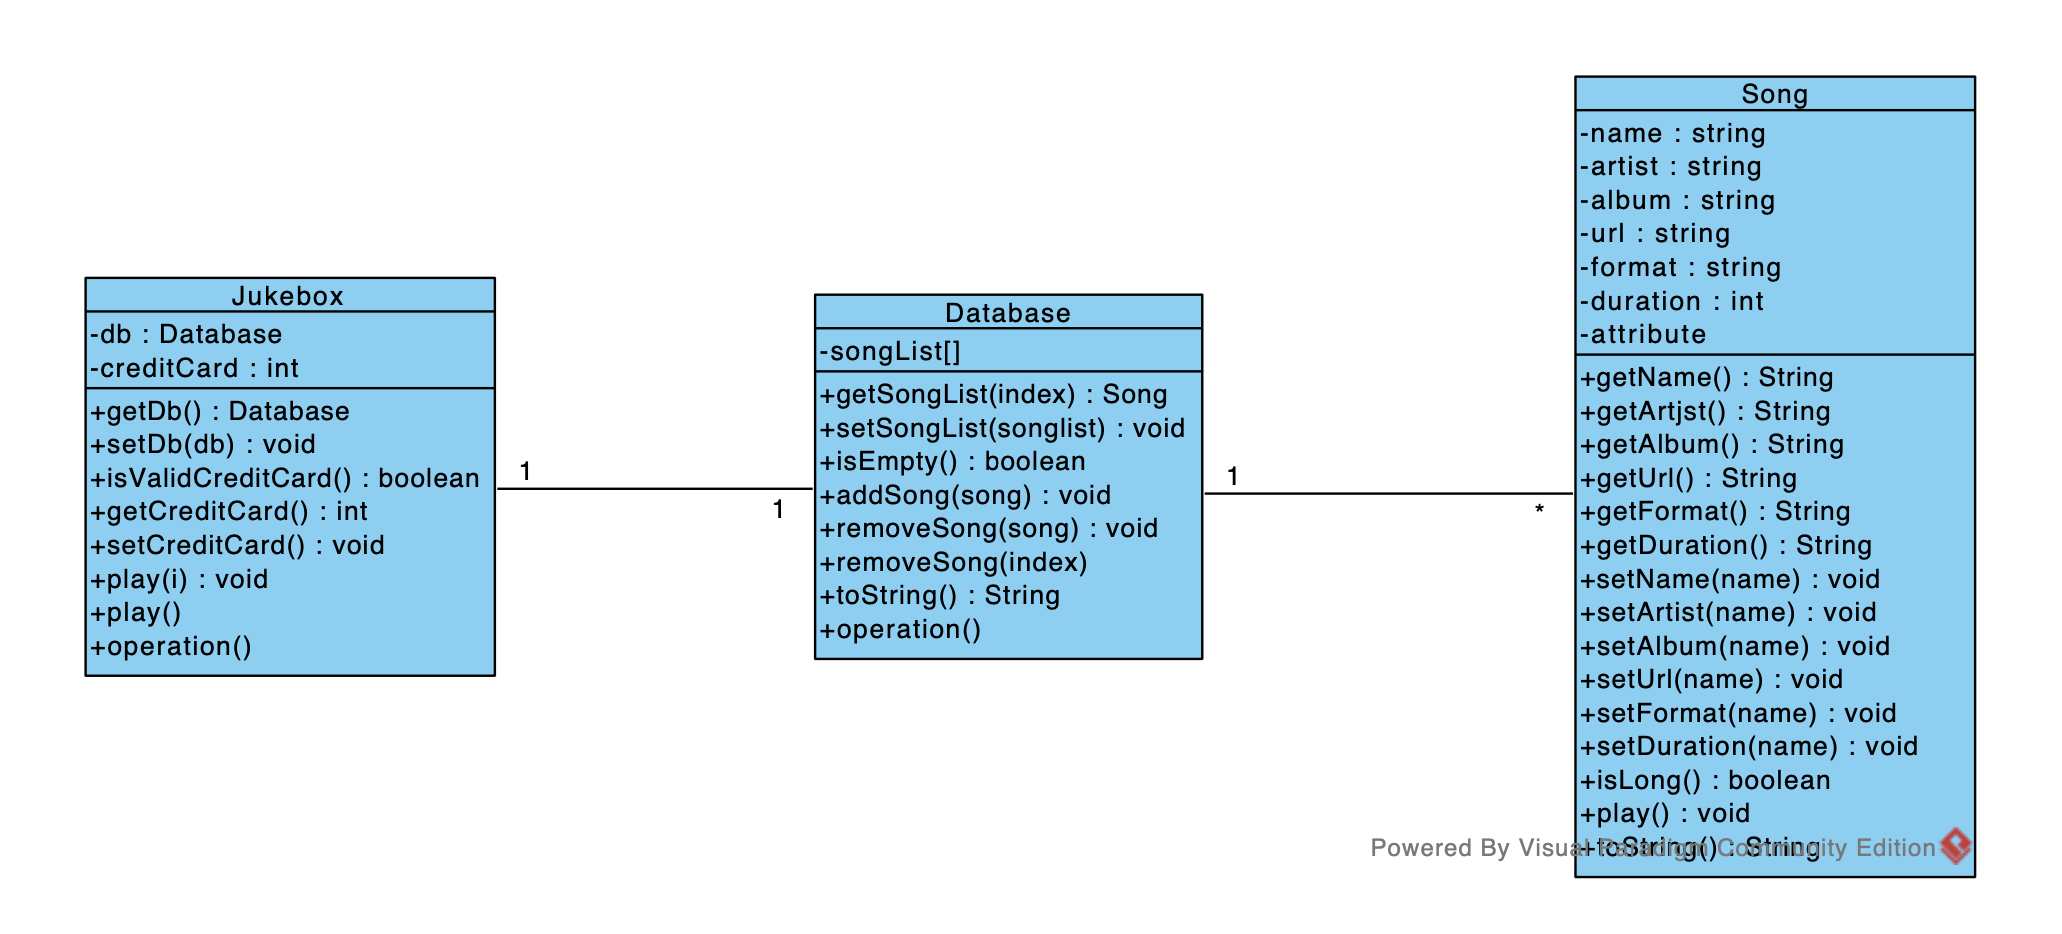 Jukebox
-db : Database
-creditCard : int
+getDb() : Database
+setDb(db) : void
+isValidCreditCard() : boolean
+getCreditCard() : int
+setCreditCard() : void
+play(i) : void
+play()
+operation()
1
1
Database
-songList[]
+getSongList(index) : Song
+setSongList(songlist) : void
+isEmpty() : boolean
+addSong(song) : void
+removeSong(song) : void
+removeSong(index)
+toString() : String
+operation()
1
*
Song
-name : string
-artist : string
-album : string
-url : string
-format : string
-duration : int
-attribute
+getName() : String
+getArtjst() : String
+getAlbum() : String
+getUrl() : String
+getFormat() : String
+getDuration() : String
+setName(name) : void
+setArtist(name) : void
+setAlbum(name) : void
+setUrl(name) : void
+setFormat(name) : void
+setDuration(name) : void
+isLong() : boolean
+play() : void
+toString() : String
Powered By Visual Paradigm Community Edition